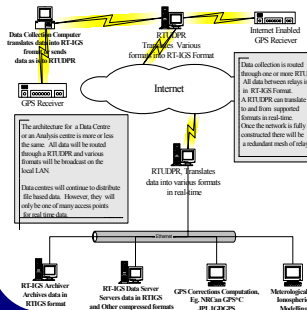 Data Collection Computer
translates data into RT-IGS
format or sends
data as is to RTUDPR
RTUDPR
Translates Various
formats into RT-IGS Format
Internet Enabled
GPS Reciever
GPS Receiver
Internet
Data collection is routed
through one or more RTU
All data between relays is
in RT-IGS Format.
A RTUDPR can translate
to and from supported
formats in real-time.
Once the network is fully
constructed there will be
a redundant mesh of relay
The architecture for a Data Centre
or an Analysis centre is more or less
the same. All data will be routed
through a RTUDPR and various
formats will be broadcast on the
local LAN.
Data centres will continue to distribute
file based data. However, they will
only be one of many access points
for real time data.
RTUDPR, Translates
data into various formats
in real-time
Ethernet
RT-IGS Archiver
Archives data in
RTIGS format
RT-IGS Data Server
Servers data in RTIGS
and Other compressed formats
GPS Corrections Computation,
Eg. NRCan GPS*C
JPL IGDGPS
Meterological
Ionospheric
Modelling